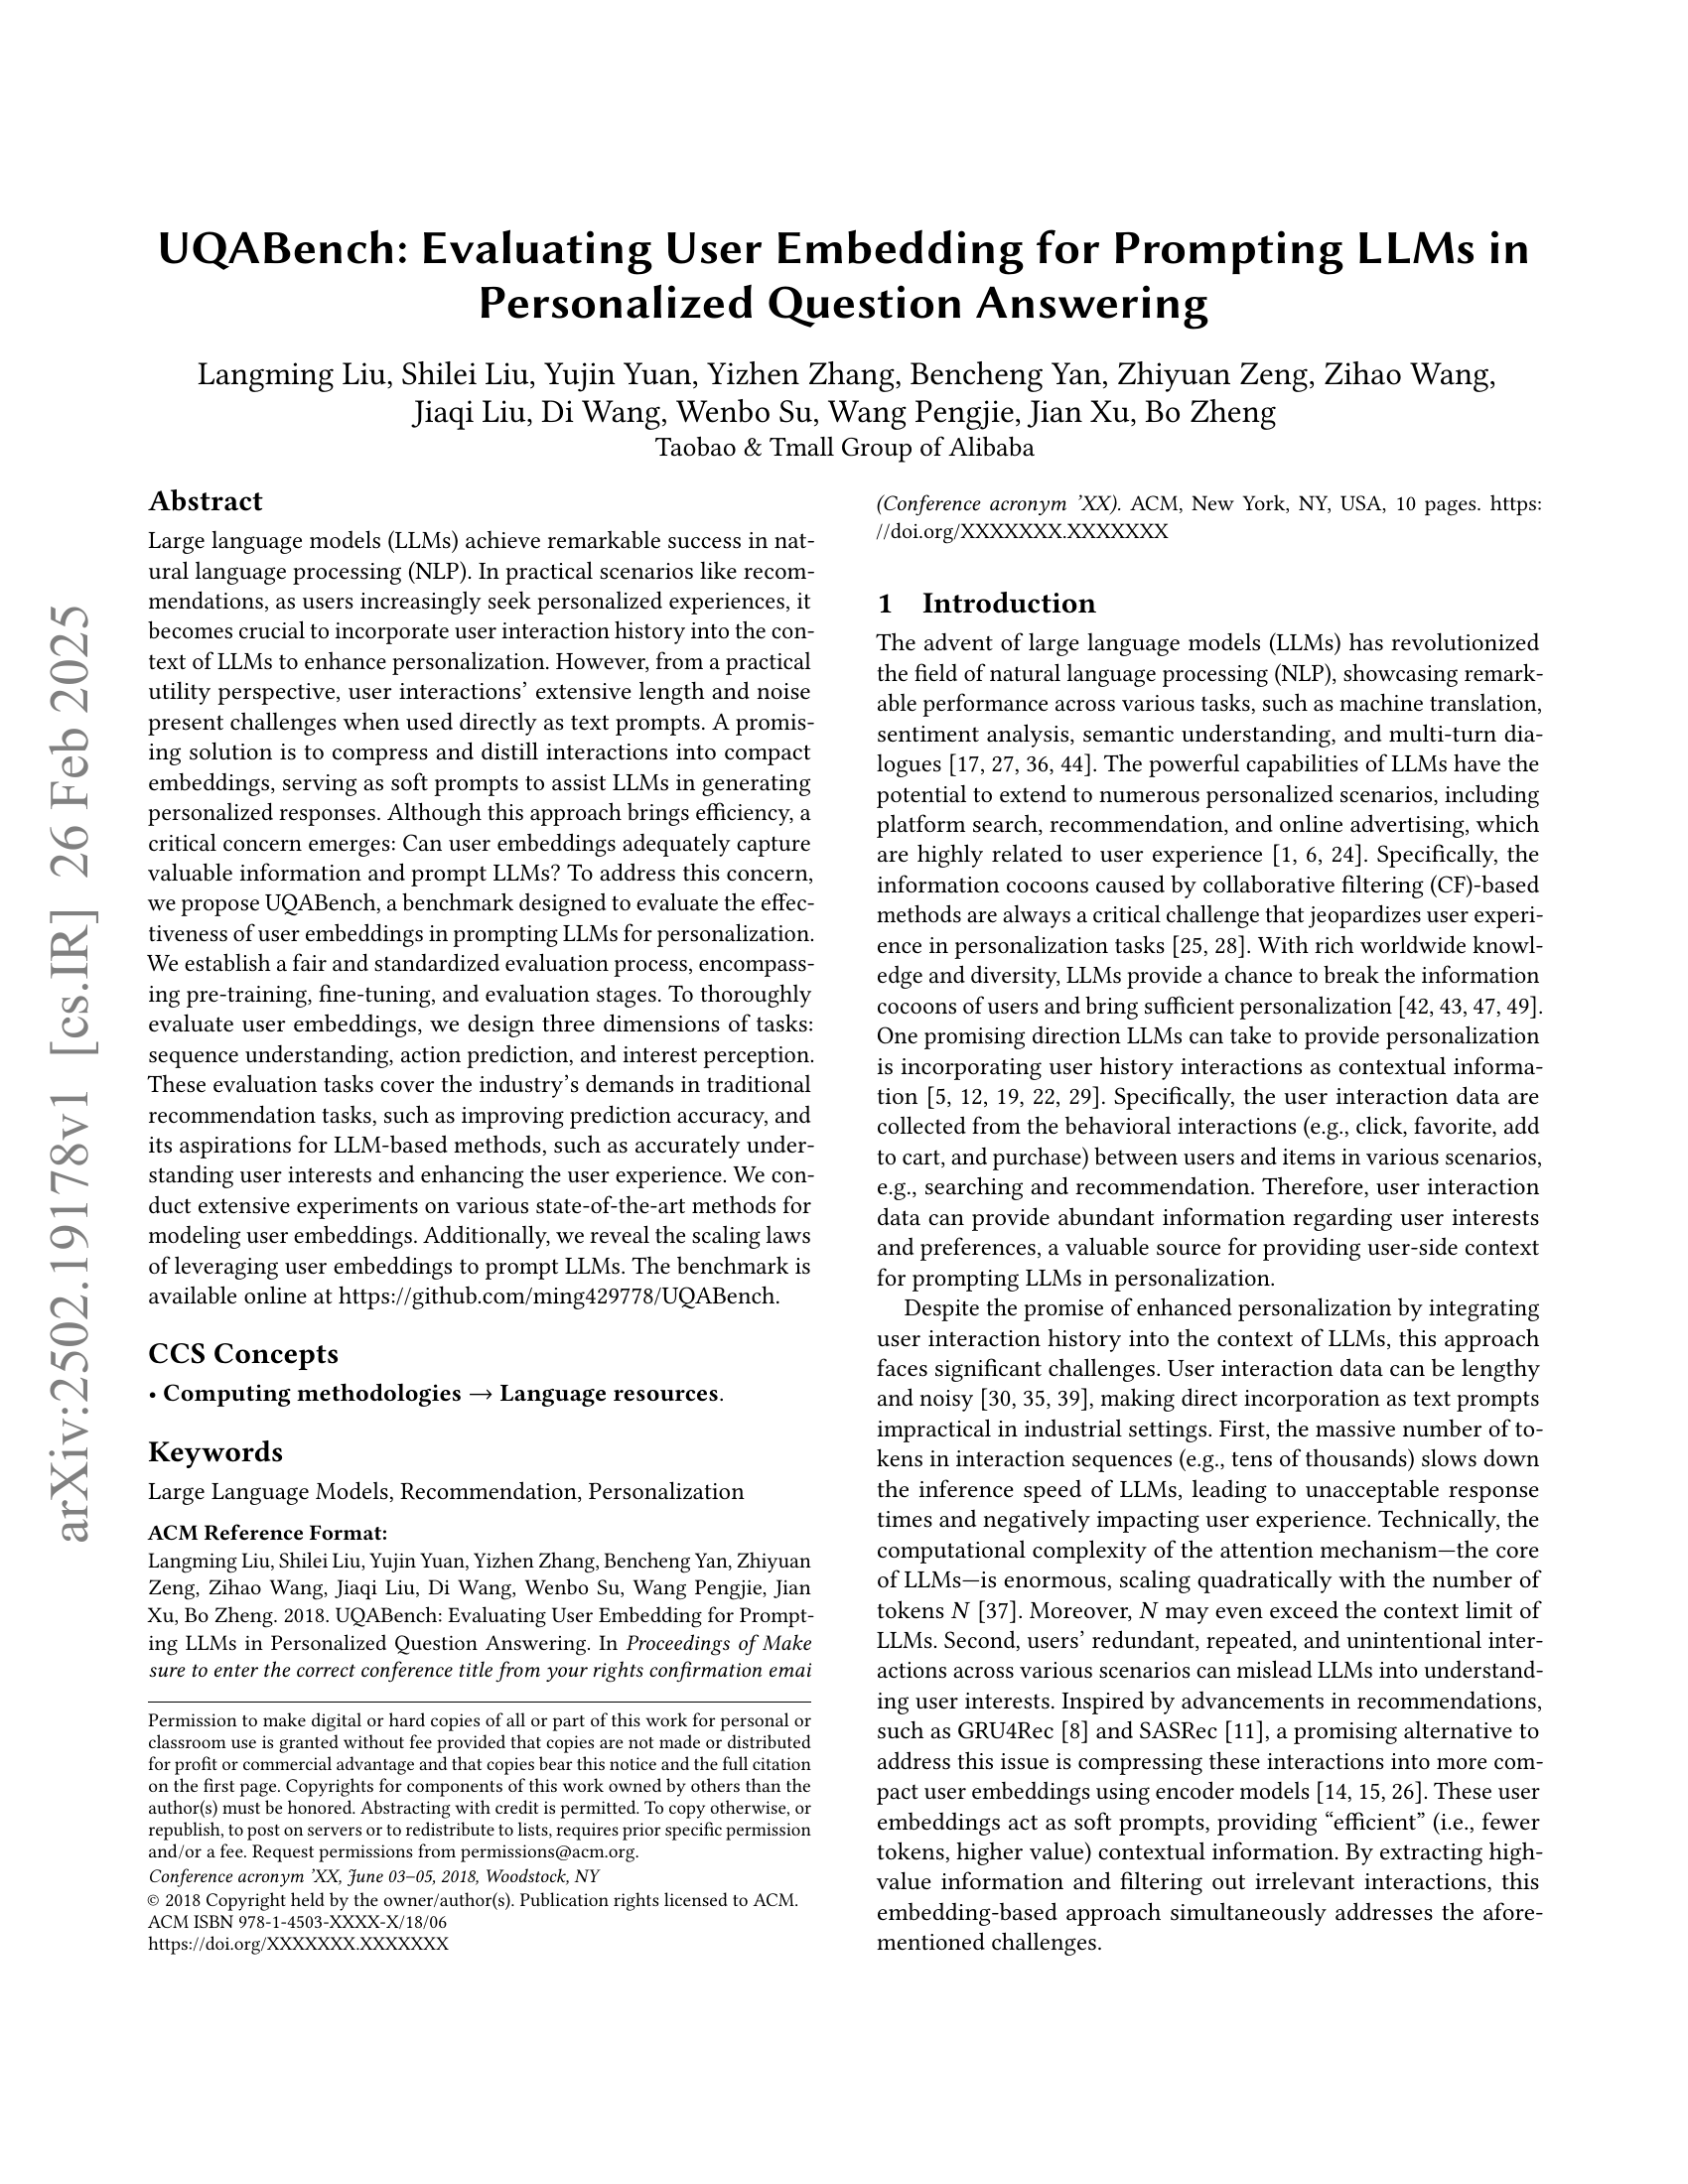 arXiv:2502.19178v1 [cs.IR] 26 Feb 2025
UQABench: Evaluating User Embedding for Prompting LLMs in
Personalized Question Answering
Langming Liu, Shilei Liu, Yujin Yuan, Yizhen Zhang, Bencheng Yan, Zhiyuan Zeng, Zihao Wang,
Jiaqi Liu, Di Wang, Wenbo Su, Wang Pengjie, Jian Xu, Bo Zheng
Taobao & Tmall Group of Alibaba
Abstract
Large language models (LLMs) achieve remarkable success in nat-
ural language processing (NLP). In practical scenarios like recom-
mendations, as users increasingly seek personalized experiences, it
becomes crucial to incorporate user interaction history into the con-
text of LLMs to enhance personalization. However, from a practical
utility perspective, user interactions' extensive length and noise
present challenges when used directly as text prompts. A promis-
ing solution is to compress and distill interactions into compact
embeddings, serving as soft prompts to assist LLMs in generating
personalized responses. Although this approach brings efficiency, a
critical concern emerges: Can user embeddings adequately capture
valuable information and prompt LLMs? To address this concern,
we propose UQABench, a benchmark designed to evaluate the effec-
tiveness of user embeddings in prompting LLMs for personalization.
We establish a fair and standardized evaluation process, encompass-
ing pre-training, fine-tuning, and evaluation stages. To thoroughly
evaluate user embeddings, we design three dimensions of tasks:
sequence understanding, action prediction, and interest perception.
These evaluation tasks cover the industry's demands in traditional
recommendation tasks, such as improving prediction accuracy, and
its aspirations for LLM-based methods, such as accurately under-
standing user interests and enhancing the user experience. We con-
duct extensive experiments on various state-of-the-art methods for
modeling user embeddings. Additionally, we reveal the scaling laws
of leveraging user embeddings to prompt LLMs. The benchmark is
available online at https://github.com/ming429778/UQABench.
CCS Concepts
• Computing methodologies → Language resources.
Keywords
Large Language Models, Recommendation, Personalization
ACM Reference Format:
Langming Liu, Shilei Liu, Yujin Yuan, Yizhen Zhang, Bencheng Yan, Zhiyuan
Zeng, Zihao Wang, Jiaqi Liu, Di Wang, Wenbo Su, Wang Pengjie, Jian
Xu, Bo Zheng. 2018. UQABench: Evaluating User Embedding for Prompt-
ing LLMs in Personalized Question Answering. In Proceedings of Make
sure to enter the correct conference title from your rights confirmation emai
Permission to make digital or hard copies of all or part of this work for personal or
classroom use is granted without fee provided that copies are not made or distributed
for profit or commercial advantage and that copies bear this notice and the full citation
on the first page. Copyrights for components of this work owned by others than the
author(s) must be honored. Abstracting with credit is permitted. To copy otherwise, or
republish, to post on servers or to redistribute to lists, requires prior specific permission
and/or a fee. Request permissions from permissions@acm.org.
Conference acronym 'XX, June 03–05, 2018, Woodstock, NY
© 2018 Copyright held by the owner/author(s). Publication rights licensed to ACM.
ACM ISBN 978-1-4503-XXXX-X/18/06
https://doi.org/XXXXXXX.XXXXXXX
(Conference acronym 'XX). ACM, New York, NY, USA, 10 pages. https:
//doi.org/XXXXXXX.XXXXXXX
1 Introduction
The advent of large language models (LLMs) has revolutionized
the field of natural language processing (NLP), showcasing remark-
able performance across various tasks, such as machine translation,
sentiment analysis, semantic understanding, and multi-turn dia-
logues [17, 27, 36, 44]. The powerful capabilities of LLMs have the
potential to extend to numerous personalized scenarios, including
platform search, recommendation, and online advertising, which
are highly related to user experience [1, 6, 24]. Specifically, the
information cocoons caused by collaborative filtering (CF)-based
methods are always a critical challenge that jeopardizes user experi-
ence in personalization tasks [25, 28]. With rich worldwide knowl-
edge and diversity, LLMs provide a chance to break the information
cocoons of users and bring sufficient personalization [42, 43, 47, 49].
One promising direction LLMs can take to provide personalization
is incorporating user history interactions as contextual informa-
tion [5, 12, 19, 22, 29]. Specifically, the user interaction data are
collected from the behavioral interactions (e.g., click, favorite, add
to cart, and purchase) between users and items in various scenarios,
e.g., searching and recommendation. Therefore, user interaction
data can provide abundant information regarding user interests
and preferences, a valuable source for providing user-side context
for prompting LLMs in personalization.
Despite the promise of enhanced personalization by integrating
user interaction history into the context of LLMs, this approach
faces significant challenges. User interaction data can be lengthy
and noisy [30, 35, 39], making direct incorporation as text prompts
impractical in industrial settings. First, the massive number of to-
kens in interaction sequences (e.g., tens of thousands) slows down
the inference speed of LLMs, leading to unacceptable response
times and negatively impacting user experience. Technically, the
computational complexity of the attention mechanism—the core
of LLMs—is enormous, scaling quadratically with the number of
tokens N [37]. Moreover, N may even exceed the context limit of
LLMs. Second, users' redundant, repeated, and unintentional inter-
actions across various scenarios can mislead LLMs into understand-
ing user interests. Inspired by advancements in recommendations,
such as GRU4Rec [8] and SASRec [11], a promising alternative to
address this issue is compressing these interactions into more com-
pact user embeddings using encoder models [14, 15, 26]. These user
embeddings act as soft prompts, providing “efficient” (i.e., fewer
tokens, higher value) contextual information. By extracting high-
value information and filtering out irrelevant interactions, this
embedding-based approach simultaneously addresses the afore-
mentioned challenges.